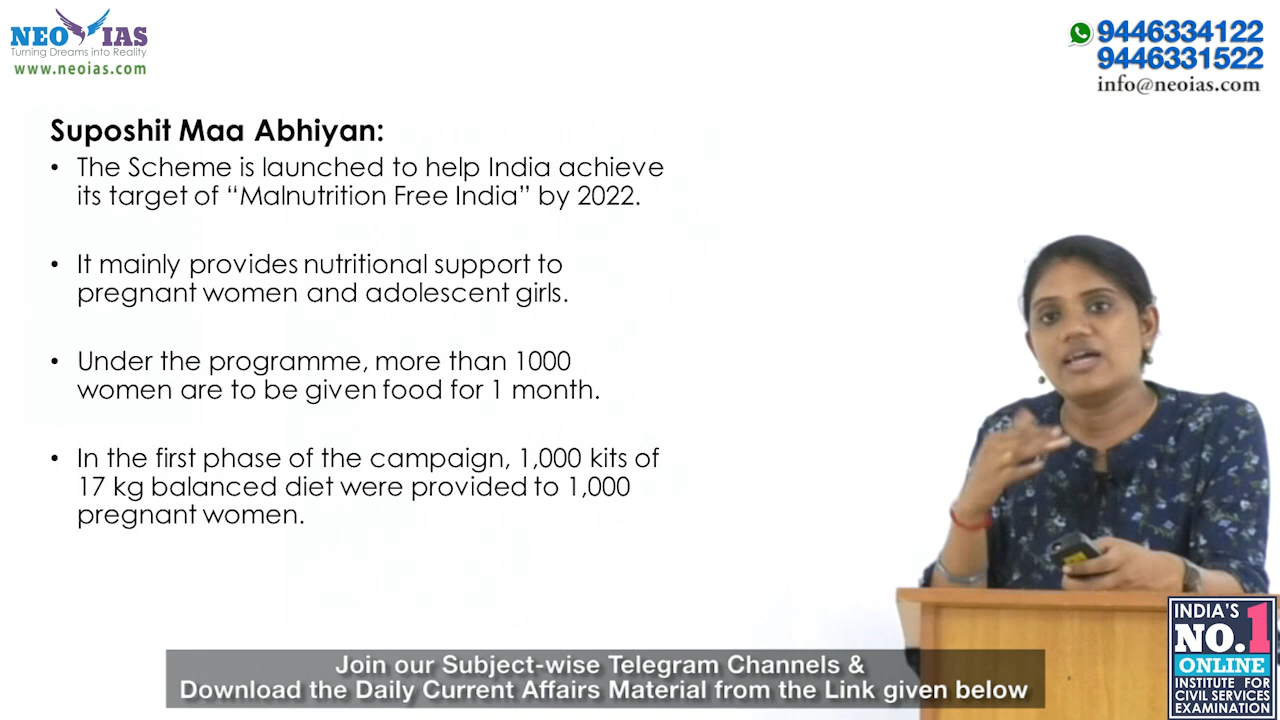 NEO IAS
Turning Dreams into Reality
www.neoias.com
9446334122
9446331522
info@neoias.com
Suposhit Maa Abhiyan:
• The Scheme is launched to help India achieve
its target of “Malnutrition Free India” by 2022.
• It mainly provides nutritional support to
pregnant women and adolescent girls.
• Under the programme, more than 1000
women are to be given food for 1 month.
• In the first phase of the campaign, 1,000 kits of
17 kg balanced diet were provided to 1,000
pregnant women.
INDIA'S
NO.1
ONLINE
INSTITUTE FOR
CIVIL SERVICES
EXAMINATION
Join our Subject-wise Telegram Channels &
Download the Daily Current Affairs Material from the Link given below